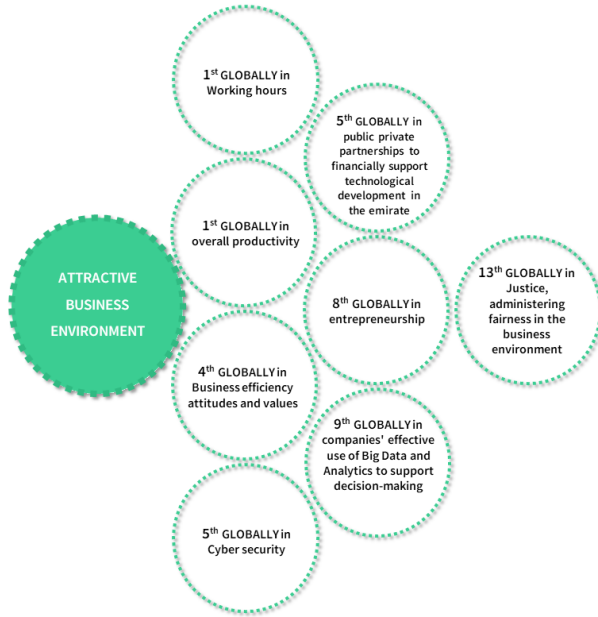 ATTRACTIVE
BUSINESS
ENVIRONMENT
1st GLOBALLY in
Working hours
1st GLOBALLY in
overall productivity
4th GLOBALLY in
Business efficiency
attitudes and values
5th GLOBALLY in
Cyber security
5th GLOBALLY in
public private
partnerships to
financially support
technological
development in
the emirate
8th GLOBALLY in
entrepreneurship
9th GLOBALLY in
companies' effective
use of Big Data and
Analytics to support
decision-making
13th GLOBALLY in
Justice,
administering
fairness in the
business
environment